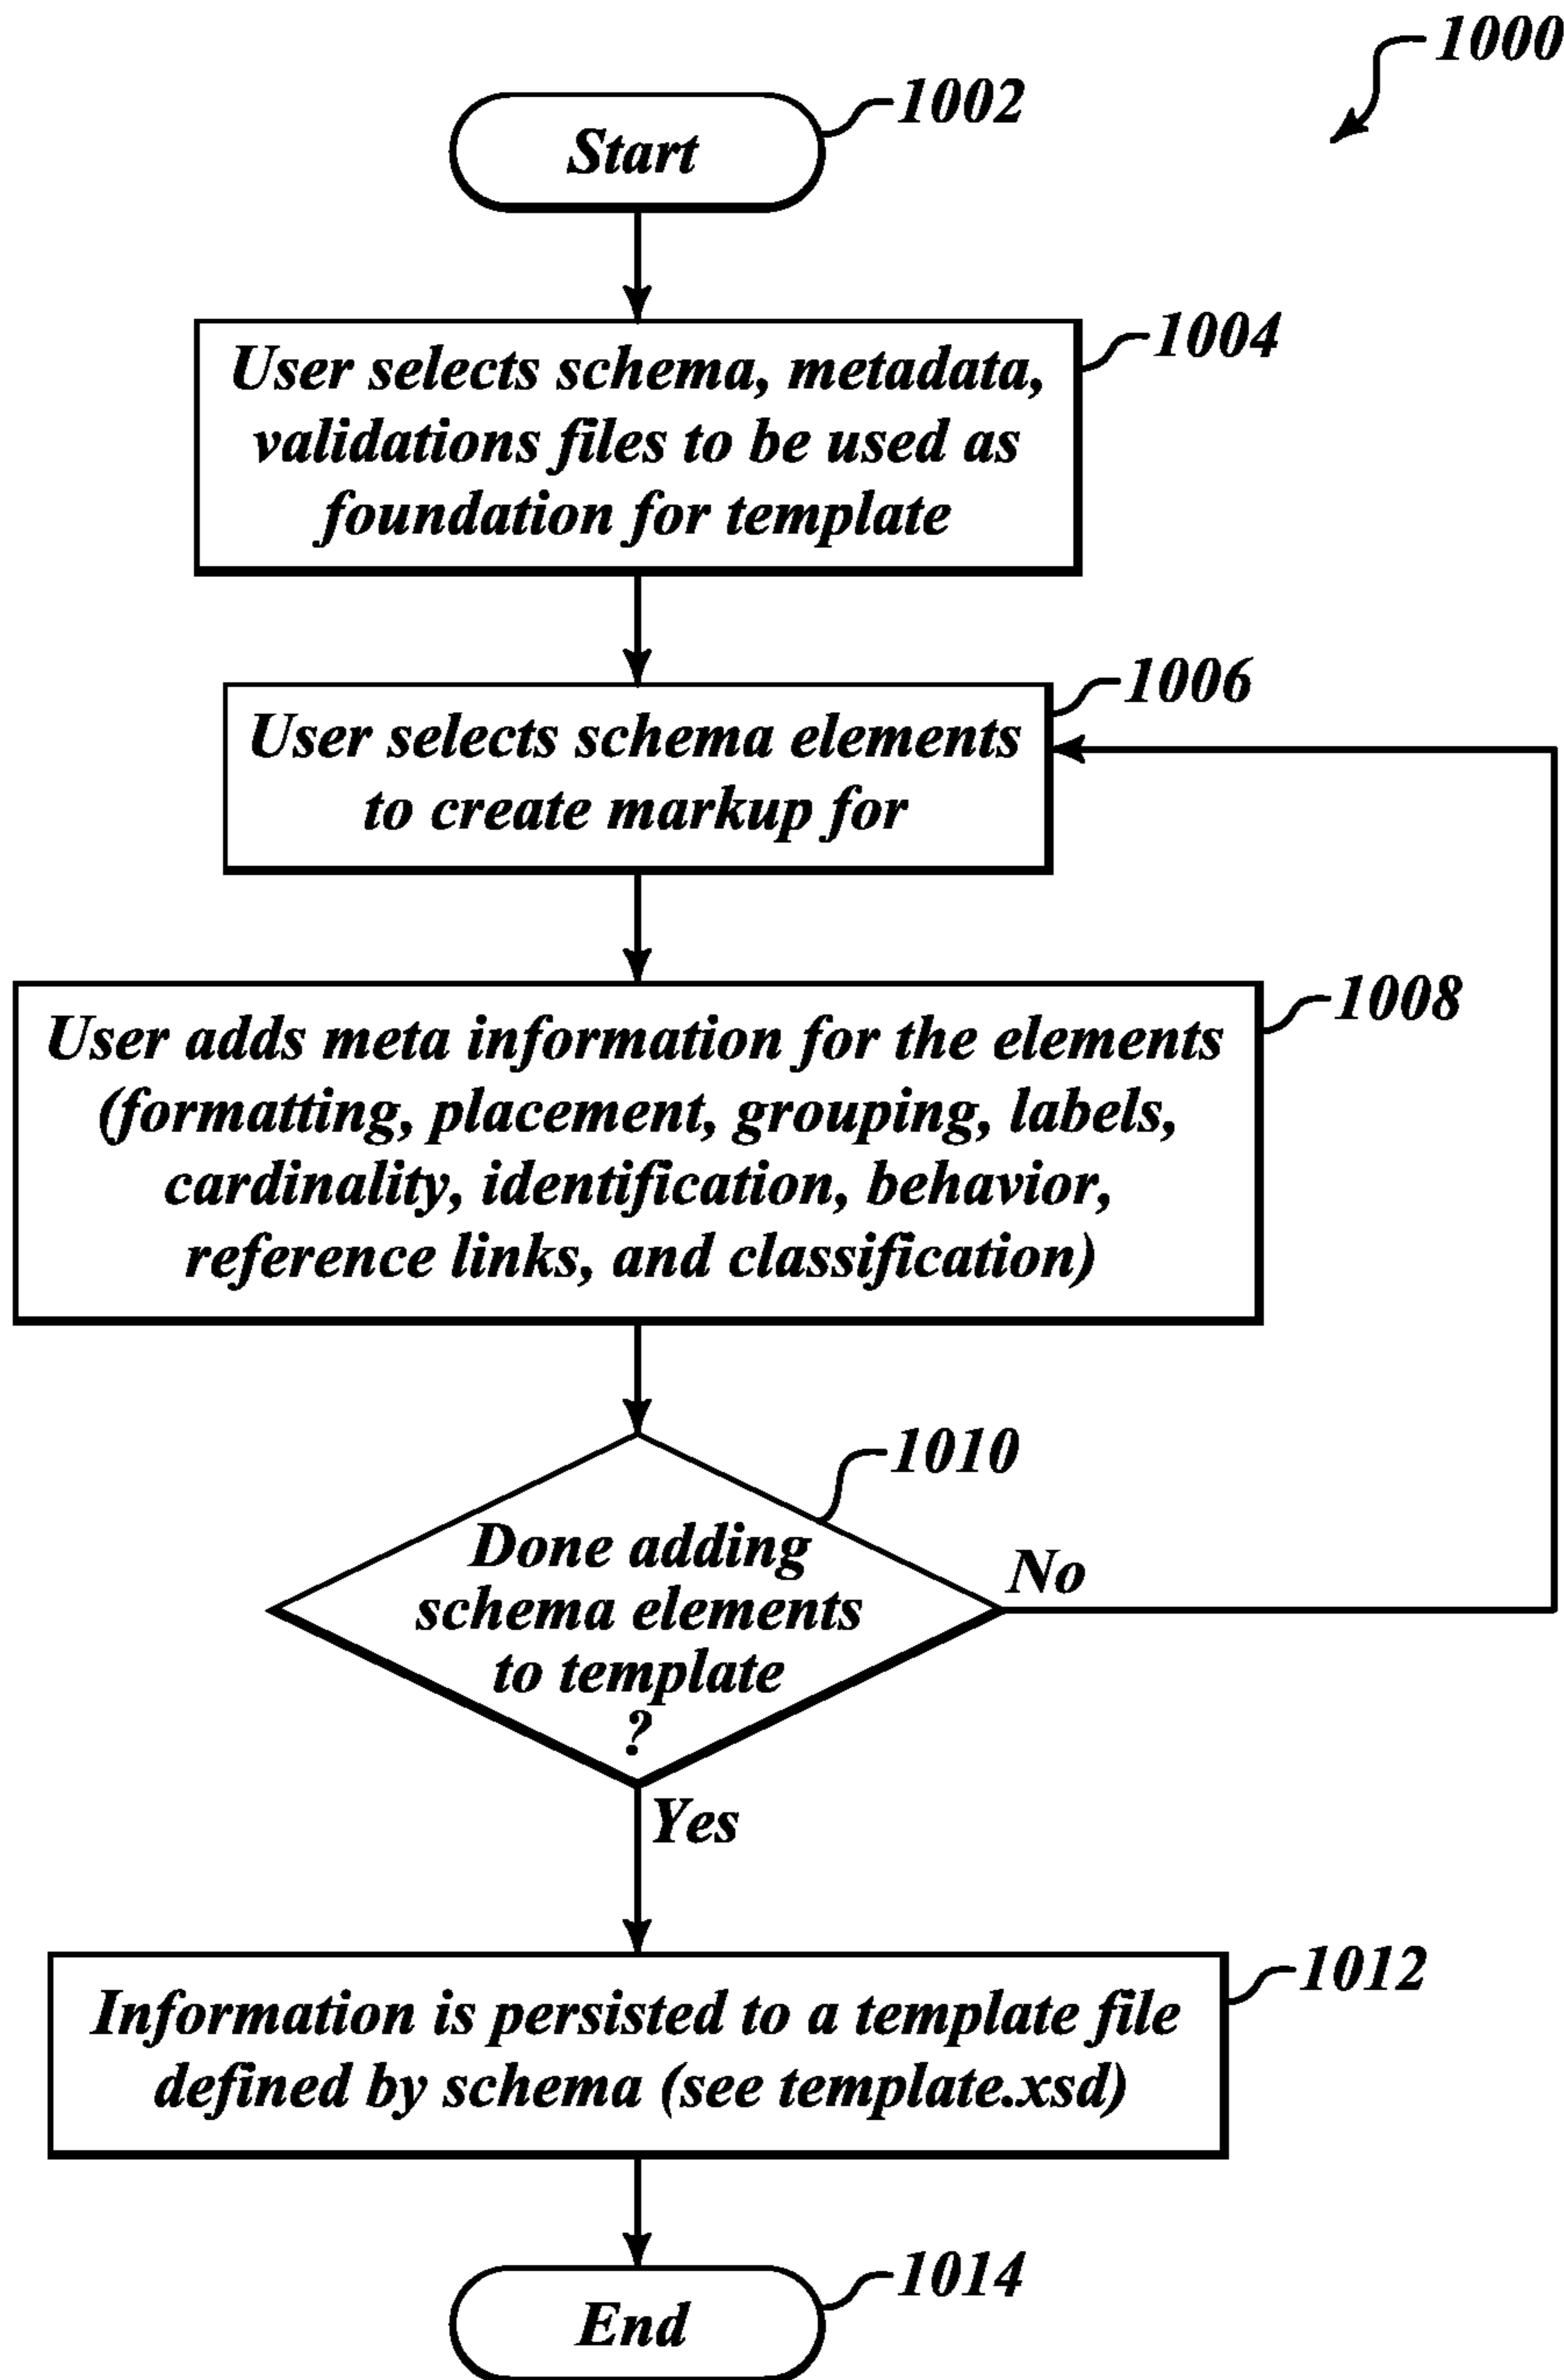 1000
1002
Start
1004
User selects schema, metadata,
validations files to be used as
foundation for template
1006
User selects schema elements
to create markup for
1008
User adds meta information for the elements
(formatting, placement, grouping, labels,
cardinality, identification, behavior,
reference links, and classification)
1010
Done adding
schema elements
to template
?
No
Yes
1012
Information is persisted to a template file
defined by schema (see template.xsd)
1014
End